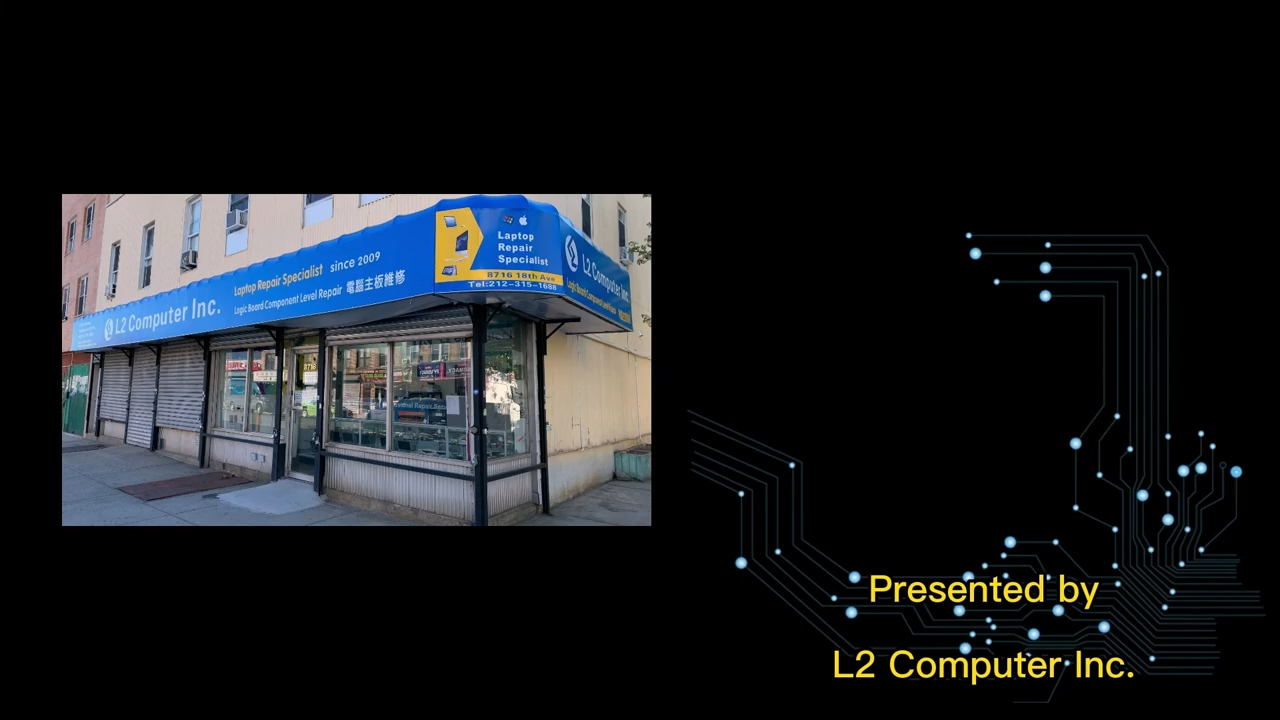 L2 Computer Inc.
Laptop Repair Specialist since 2009
Logic Board Component Level Repair 電腦主板維修
Laptop
Repair
Specialist
8716 18th Ave
Tel:212-315-1688
L2 Computer Inc.
Presented by
L2 Computer Inc.